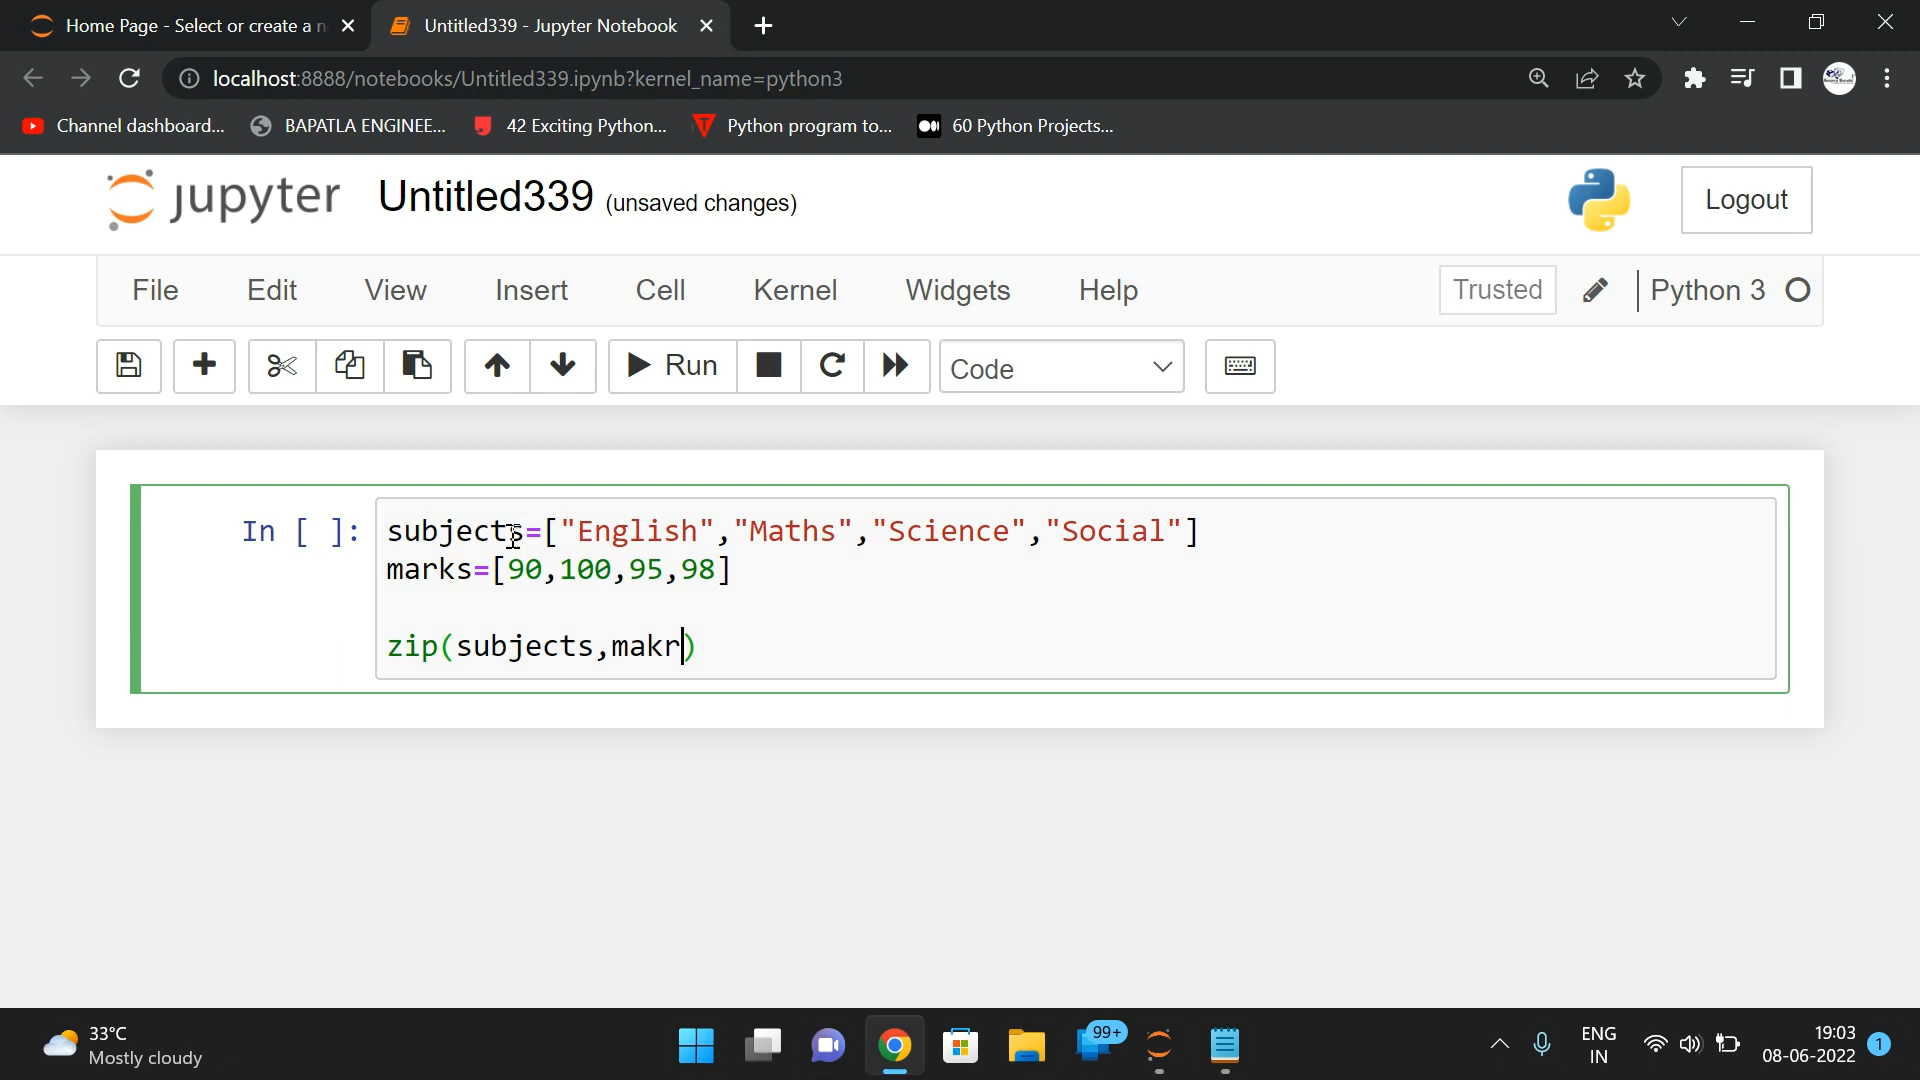 Home Page - Select or create a n
Untitled339 - Jupyter Notebook
localhost:8888/notebooks/Untitled339.ipynb?kernel_name=python3
Channel dashboard...
BAPATLA ENGINEE...
42 Exciting Python...
Python program to...
60 Python Projects...
jupyter Untitled339 (unsaved changes)
Logout
File Edit View Insert Cell Kernel Widgets Help
Trusted
Python 3
Run
Code
In [ ]: subjects=["English","Maths","Science","Social"]
marks=[90,100,95,98]
zip(subjects,makr)
33°C
Mostly cloudy
99+
ENG
IN
19:03
08-06-2022
1